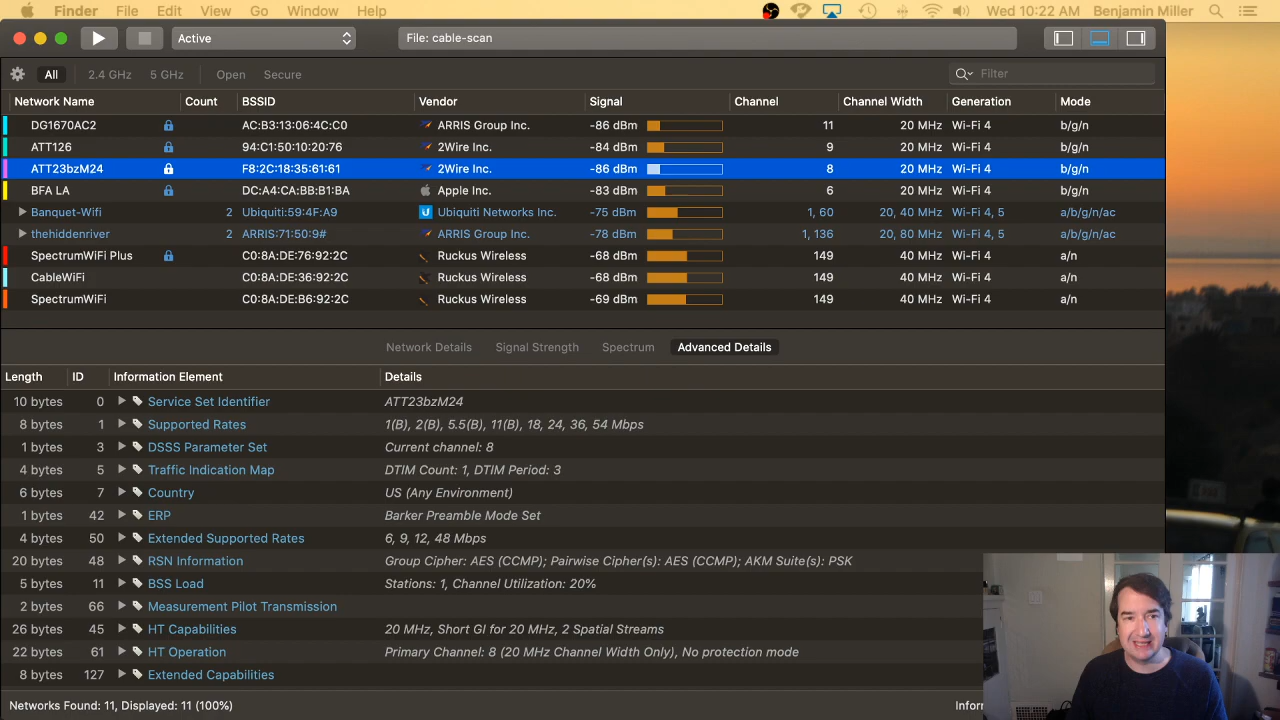 Finder File Edit View Go Window Help Wed 10:22 AM Benjamin Miller
Active File: cable-scan
All 2.4 GHz 5 GHz Open Secure Filter
Network Name Count BSSID Vendor Signal Channel Channel Width Generation Mode
DG1670AC2 AC:B3:13:06:4C:C0 ARRIS Group Inc. -86 dBm 11 20 MHz Wi-Fi 4 b/g/n
ATT126 94:C1:50:10:20:76 2Wire Inc. -84 dBm 9 20 MHz Wi-Fi 4 b/g/n
ATT23bzM24 F8:2C:18:35:61:61 2Wire Inc. -86 dBm 8 20 MHz Wi-Fi 4 b/g/n
BFA LA DC:A4:CA:BB:B1:BA Apple Inc. -83 dBm 6 20 MHz Wi-Fi 4 b/g/n
Banquet-Wifi 2 Ubiquiti:59:4F:A9 Ubiquiti Networks Inc. -75 dBm 1, 60 20, 40 MHz Wi-Fi 4, 5 a/b/g/n/ac
thehiddenriver 2 ARRIS:71:50:9# ARRIS Group Inc. -78 dBm 1, 136 20, 80 MHz Wi-Fi 4, 5 a/b/g/n/ac
SpectrumWiFi Plus C0:8A:DE:76:92:2C Ruckus Wireless -68 dBm 149 40 MHz Wi-Fi 4 a/n
CableWiFi C0:8A:DE:36:92:2C Ruckus Wireless -68 dBm 149 40 MHz Wi-Fi 4 a/n
SpectrumWiFi C0:8A:DE:B6:92:2C Ruckus Wireless -69 dBm 149 40 MHz Wi-Fi 4 a/n
Network Details Signal Strength Spectrum Advanced Details
Length ID Information Element Details
10 bytes 0 Service Set Identifier ATT23bzM24
8 bytes 1 Supported Rates 1(B), 2(B), 5.5(B), 11(B), 18, 24, 36, 54 Mbps
1 bytes 3 DSSS Parameter Set Current channel: 8
4 bytes 5 Traffic Indication Map DTIM Count: 1, DTIM Period: 3
6 bytes 7 Country US (Any Environment)
1 bytes 42 ERP Barker Preamble Mode Set
4 bytes 50 Extended Supported Rates 6, 9, 12, 48 Mbps
20 bytes 48 RSN Information Group Cipher: AES (CCMP); Pairwise Cipher(s): AES (CCMP); AKM Suite(s): PSK
5 bytes 11 BSS Load Stations: 1, Channel Utilization: 20%
2 bytes 66 Measurement Pilot Transmission
26 bytes 45 HT Capabilities 20 MHz, Short GI for 20 MHz, 2 Spatial Streams
22 bytes 61 HT Operation Primary Channel: 8 (20 MHz Channel Width Only), No protection mode
8 bytes 127 Extended Capabilities
Networks Found: 11, Displayed: 11 (100%) Infor